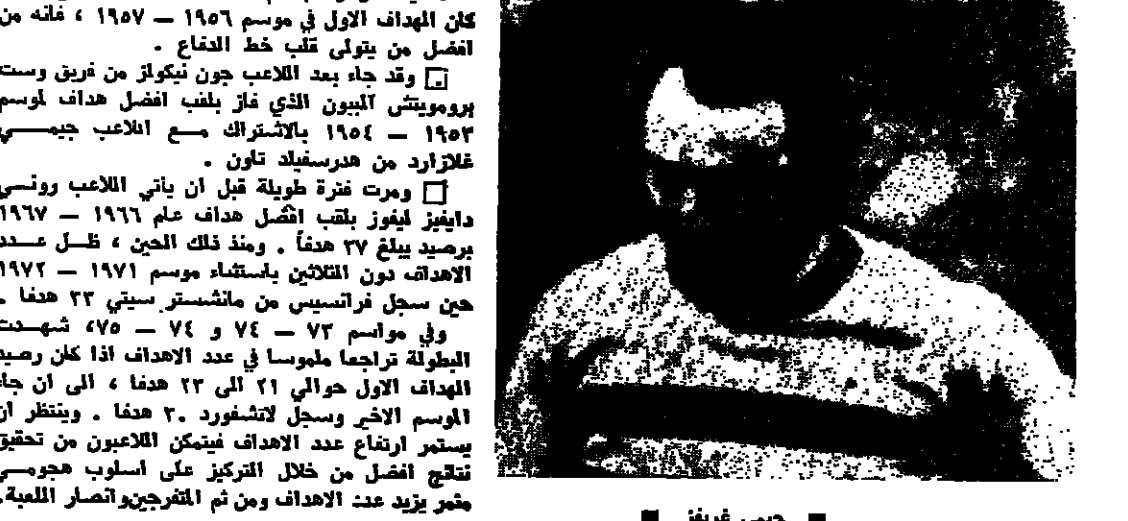 كان الهداف الاول في موسم ١٩٥٦ — ١٩٥٧ ، فانه من
افضل من يتولى قلب خط الدفاع .
وقد جاء بعد اللاعب جون نيكولز من فريق وست
برومويتش ألبيون الذي فاز بلقب افضل هداف لموسم
١٩٥٣ — ١٩٥٤ بالاشتراك مع اللاعب جيمي
غلازارد من هدرسفيلد تاون .
ومرت فترة طويلة قبل ان يأتي اللاعب رونسي
دايفيز ليفوز بلقب افضل هداف عام ١٩٦٦ — ١٩٦٧
برصيد يبلغ ٣٧ هدفاً . ومنذ ذلك الحين ، ظل عدد
الاهداف دون الثلاثين باستثناء موسم ١٩٧١ — ١٩٧٢
حين سجل فرانسيس من مانشستر سيتي ٣٣ هدفا .
وفي مواسم ٧٣ — ٧٤ و ٧٤ — ٧٥، شهدت
البطولة تراجعا ملموسا في عدد الاهداف اذا كان رصيد
الهداف الاول حوالي ٢١ الى ٢٣ هدفا ، الى ان جاء
الموسم الاخير وسجل لاتشفورد ٣٠ هدفا . وينتظر ان
يستمر ارتفاع عدد الاهداف فيتمكن اللاعبون من تحقيق
نتائج افضل من خلال التركيز على اسلوب هجومي
مثمر يزيد عدد الاهداف ومن ثم المتفرجين وانصار اللعبة.
■ جيمي غريفز ■